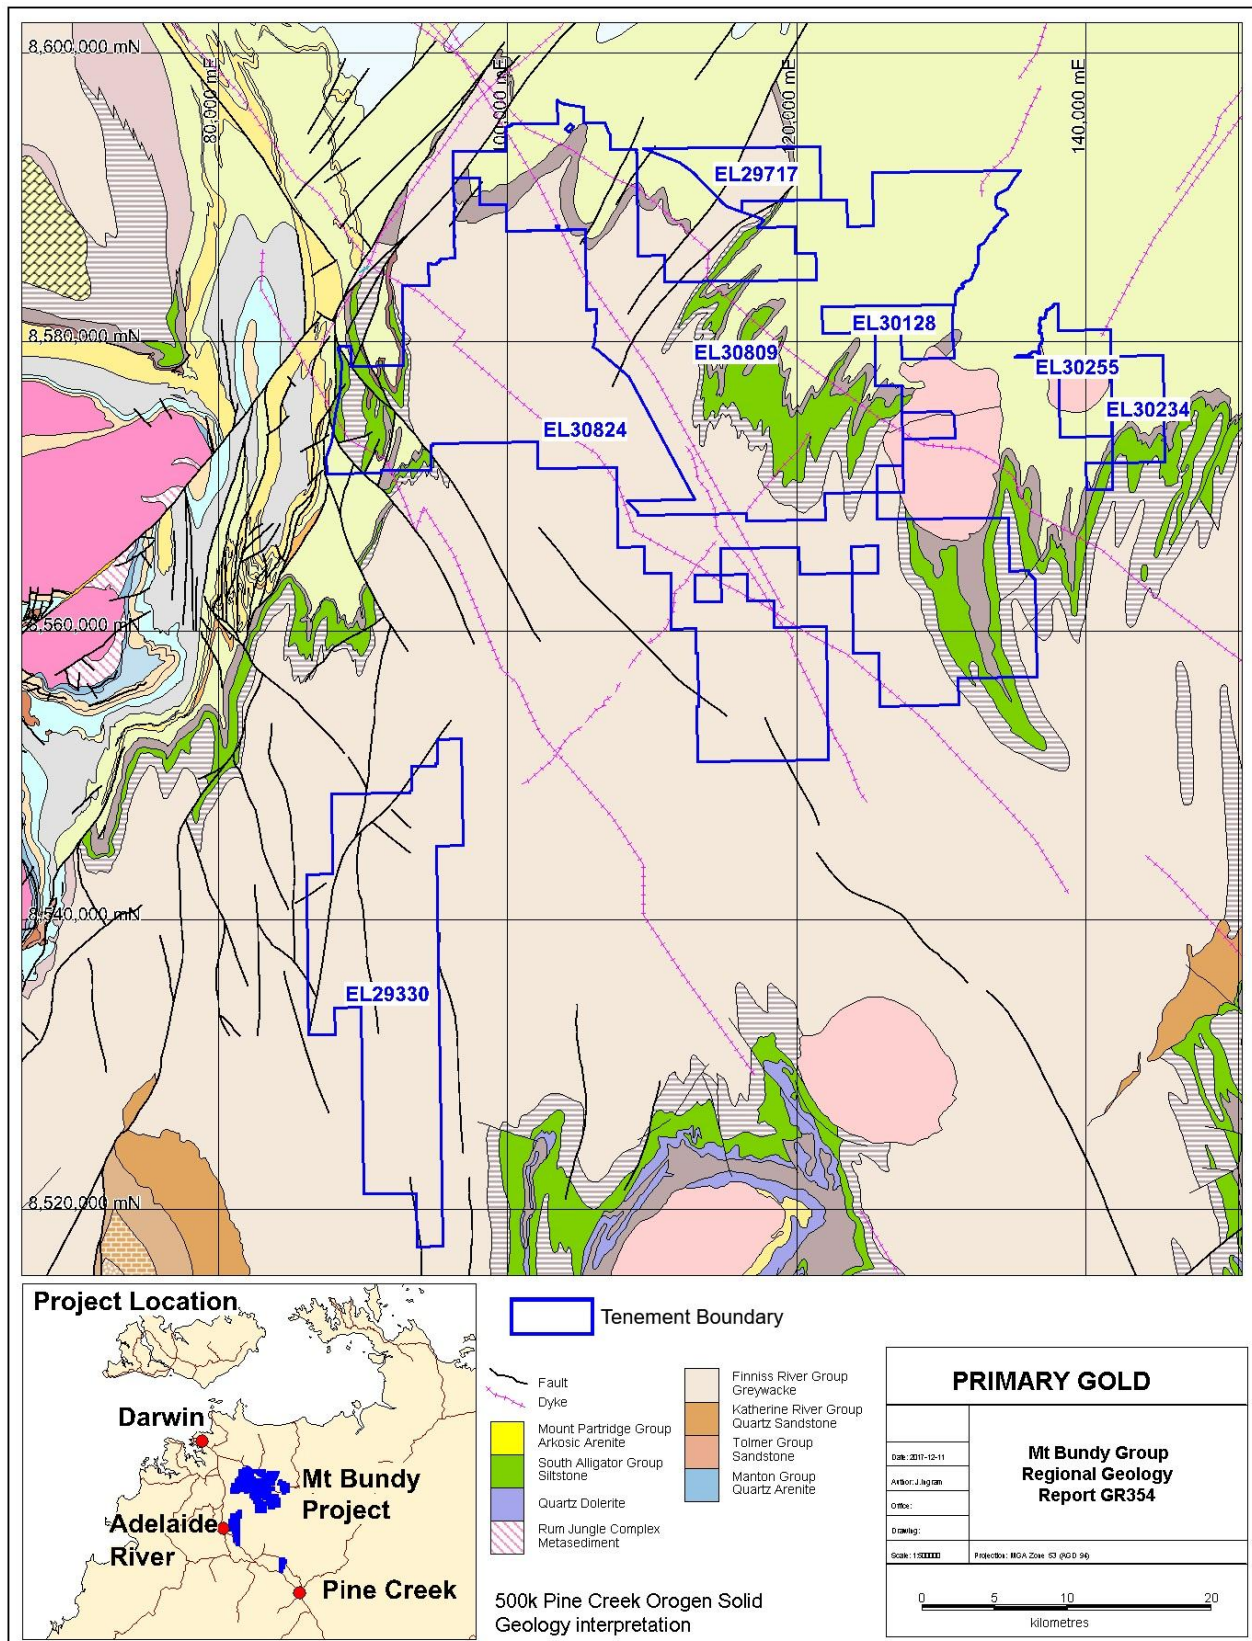 8,600,000 mN
80,000 mE
100,000 mE
120,000 mE
140,000 mE
EL29717
8,580,000 mN
EL30128
EL30809
EL30255
EL30234
EL30824
8,560,000 mN
8,540,000 mN
EL29330
8,520,000 mN
Project Location
Darwin
Mt Bundy
Project
Adelaide
River
Pine Creek
Tenement Boundary
Fault
Dyke
Mount Partridge Group
Arkosic Arenite
South Alligator Group
Siltstone
Quartz Dolerite
Rum Jungle Complex
Metasediment
Finniss River Group
Greywacke
Katherine River Group
Quartz Sandstone
Tolmer Group
Sandstone
Manton Group
Quartz Arenite
500k Pine Creek Orogen Solid
Geology interpretation
PRIMARY GOLD
Date: 2017-12-11
Author: J.Ingram
Office:
Drawing:
Scale: 1:500000
Mt Bundy Group
Regional Geology
Report GR354
Projection: MGA Zone 53 (AGD 94)
0 5 10 20
kilometres